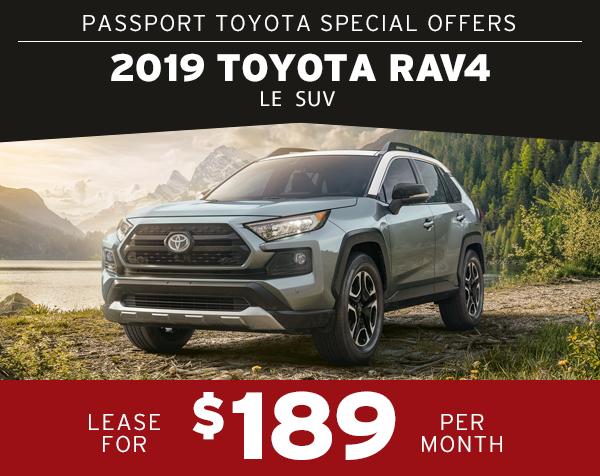 PASSPORT TOYOTA SPECIAL OFFERS
2019 TOYOTA RAV4
LE SUV
LEASE FOR
$189
PER MONTH